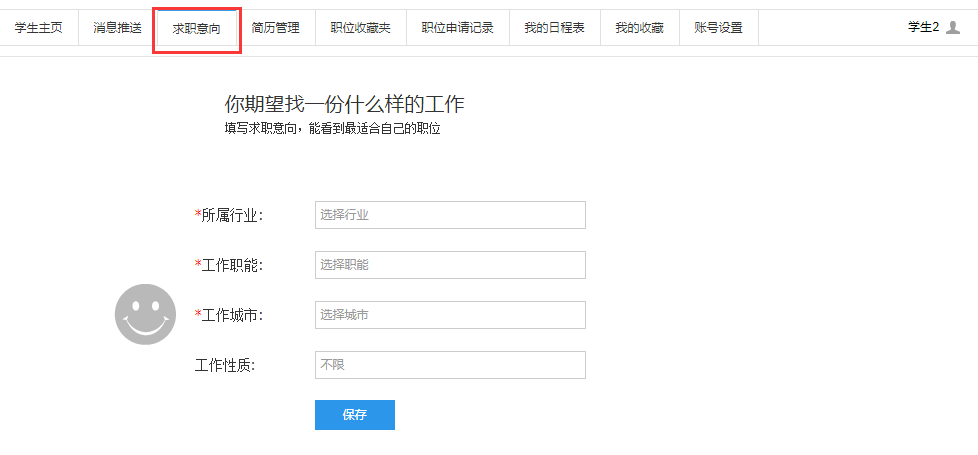 学生主页 消息推送 求职意向 简历管理 职位收藏夹 职位申请记录 我的日程表 我的收藏 账号设置 学生2
你期望找一份什么样的工作
填写求职意向，能看到最适合自己的职位
*所属行业: 选择行业
*工作职能: 选择职能
*工作城市: 选择城市
工作性质: 不限
保存